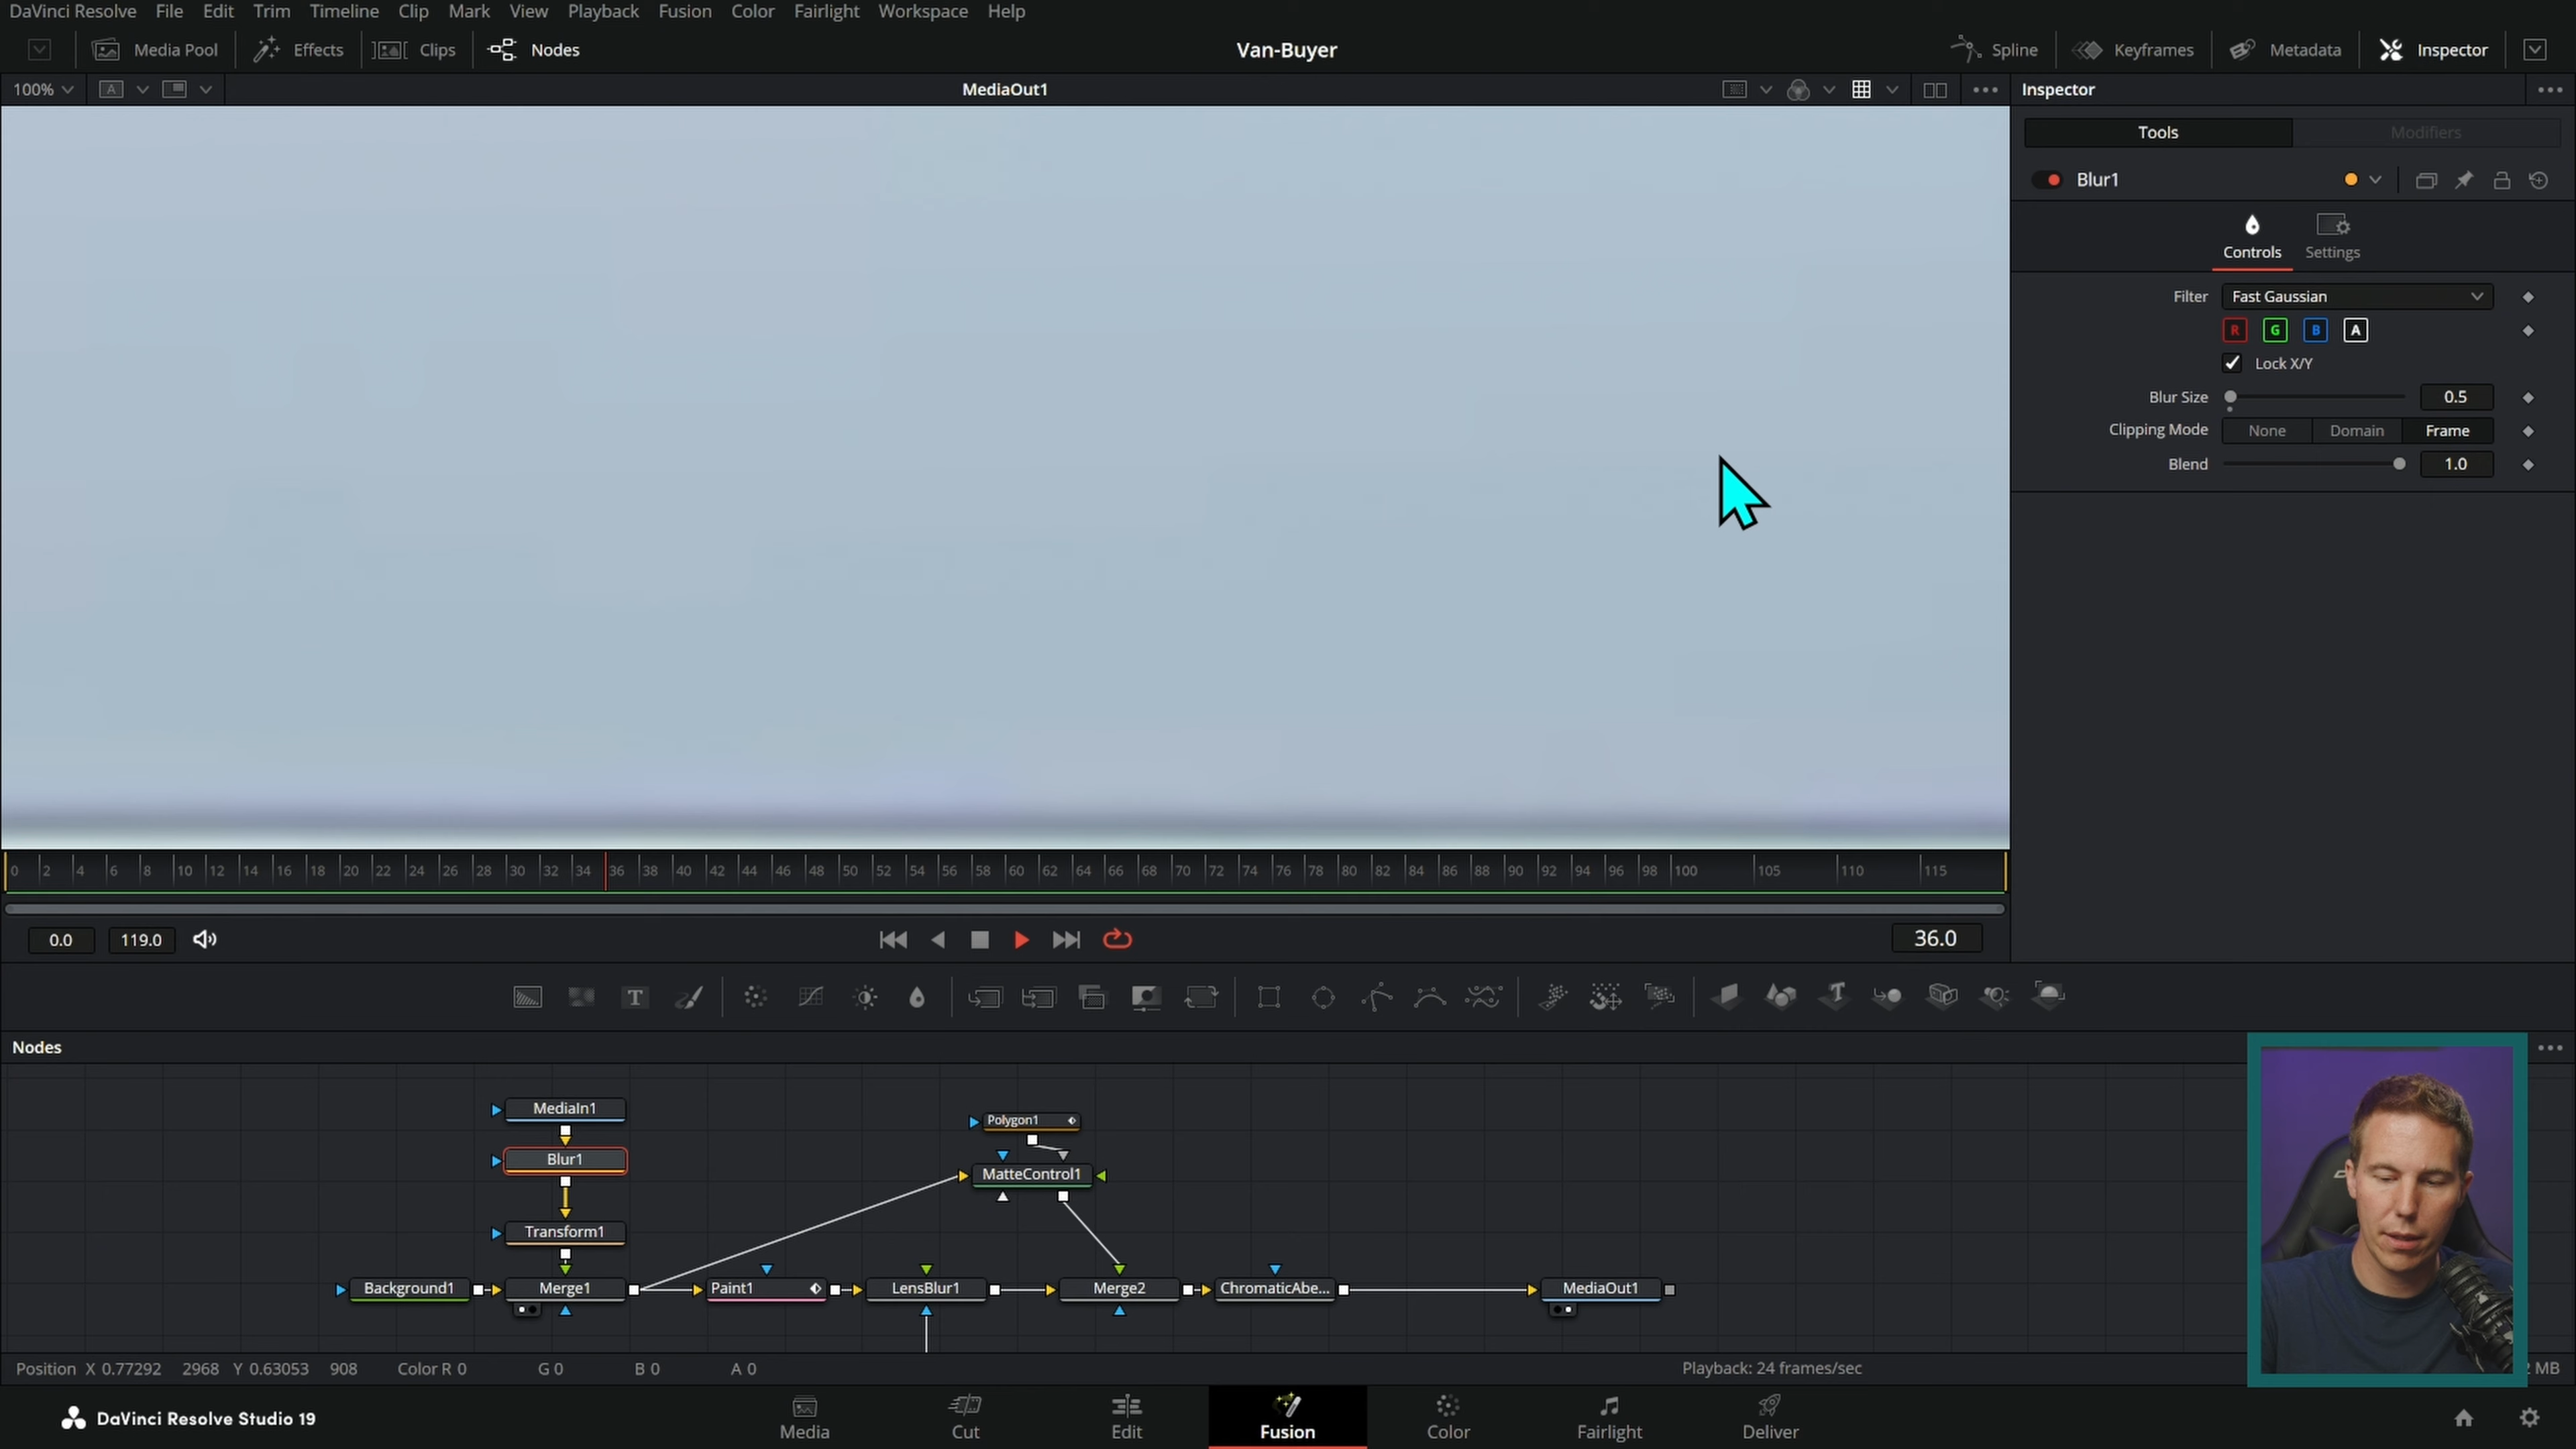 DaVinci Resolve File Edit Trim Timeline Clip Mark View Playback Fusion Color Fairlight Workspace Help
Media Pool Effects Clips Nodes Van-Buyer Spline Keyframes Metadata Inspector
100% A MediaOut1 Inspector
Tools Modifiers
Blur1
Controls Settings
Filter Fast Gaussian
R G B A
Lock X/Y
Blur Size 0.5
Clipping Mode None Domain Frame
Blend 1.0
0 2 4 6 8 10 12 14 16 18 20 22 24 26 28 30 32 34 36 38 40 42 44 46 48 50 52 54 56 58 60 62 64 66 68 70 72 74 76 78 80 82 84 86 88 90 92 94 96 98 100 105 110 115
0.0 119.0 36.0
T T
Nodes
MediaIn1 Polygon1
Blur1 MatteControl1
Transform1
Background1 Merge1 Paint1 LensBlur1 Merge2 ChromaticAbe... MediaOut1
Position X 0.77292 2968 Y 0.63053 908 Color R 0 G 0 B 0 A 0 Playback: 24 frames/sec MB
DaVinci Resolve Studio 19 Media Cut Edit Fusion Color Fairlight Deliver